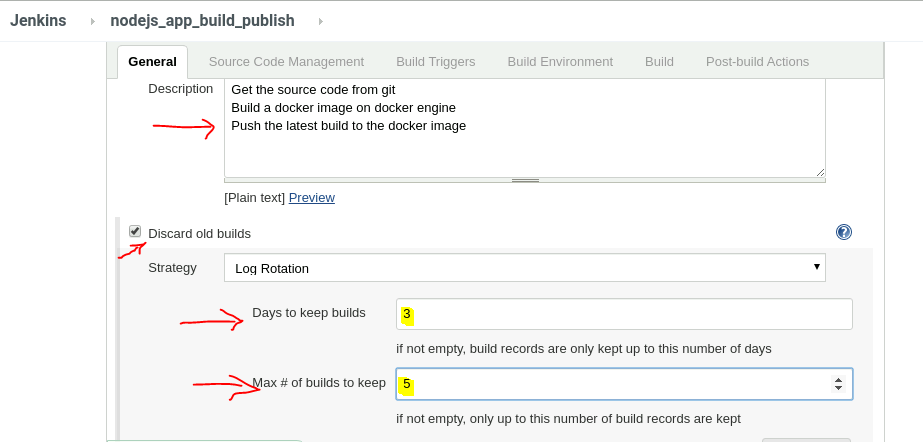 Jenkins nodejs_app_build_publish
General Source Code Management Build Triggers Build Environment Build Post-build Actions
Description
Get the source code from git
Build a docker image on docker engine
Push the latest build to the docker image
[Plain text] Preview
Discard old builds
Strategy Log Rotation
Days to keep builds 3
if not empty, build records are only kept up to this number of days
Max # of builds to keep 5
if not empty, only up to this number of build records are kept